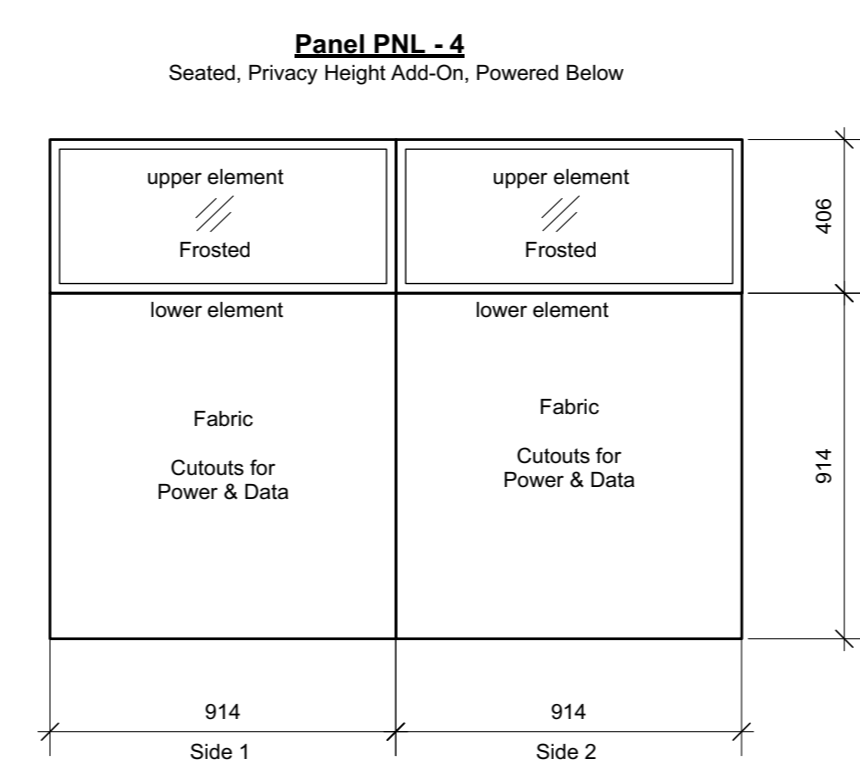 Panel PNL - 4
Seated, Privacy Height Add-On, Powered Below
upper element
Frosted
upper element
Frosted
406
lower element
Fabric
Cutouts for
Power & Data
lower element
Fabric
Cutouts for
Power & Data
914
914
Side 1
914
Side 2